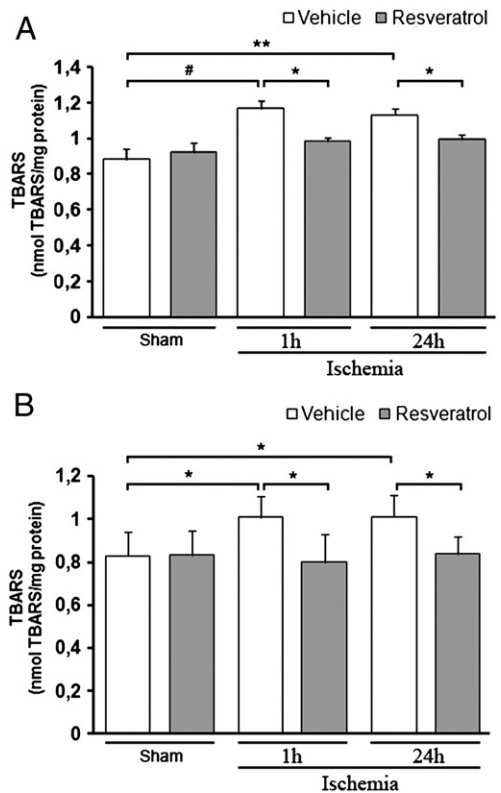 A
Vehicle Resveratrol
**
# * *
1,4
1,2
1
0,8
0,6
0,4
0,2
0
TBARS
(nmol TBARS/mg protein)
Sham 1h 24h
Ischemia
B
Vehicle Resveratrol
*
* * *
1,2
1
0,8
0,6
0,4
0,2
0
TBARS
(nmol TBARS/mg protein)
Sham 1h 24h
Ischemia